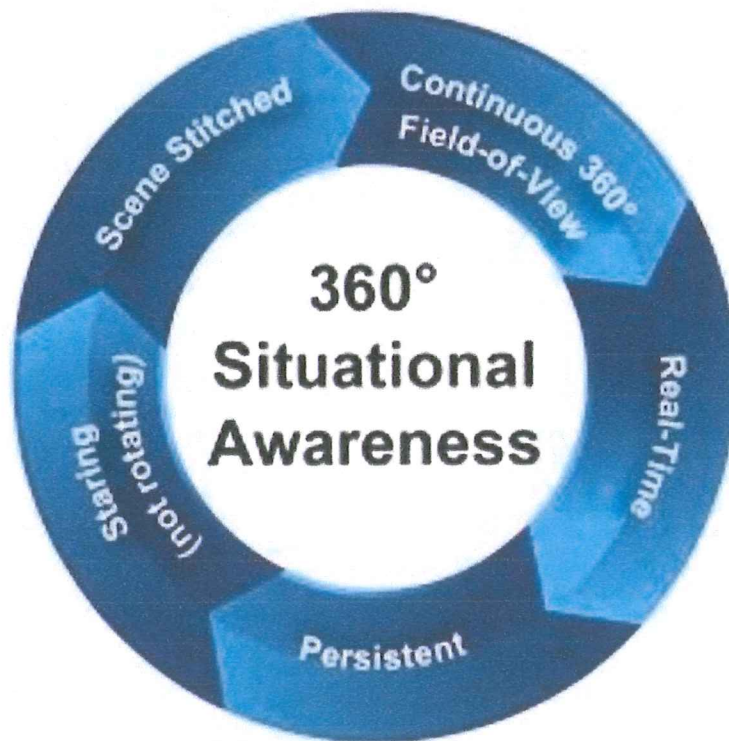 360°
Situational
Awareness
Continuous 360°
Field-of-View
Real-Time
Persistent
Staring
(not rotating)
Scene Stitched